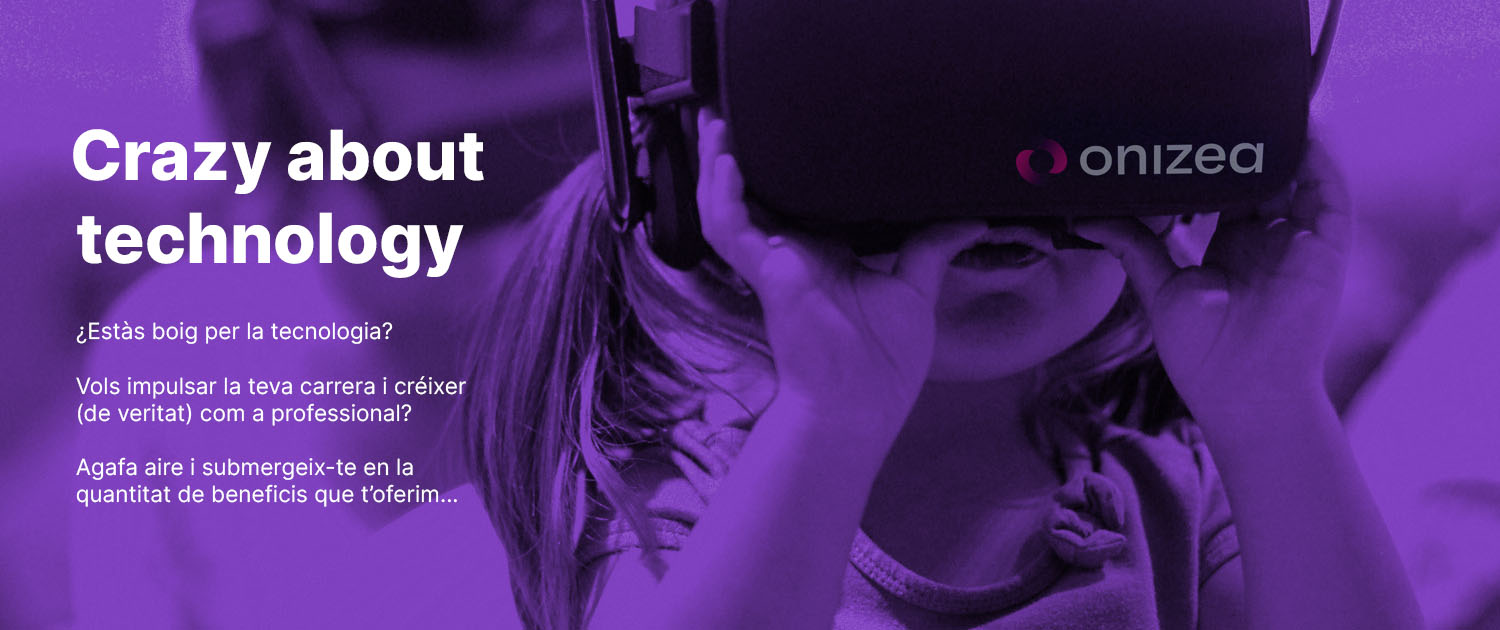 Crazy about
technology
¿Estàs boig per la tecnologia?
Vols impulsar la teva carrera i créixer
(de veritat) com a professional?
Agafa aire i submergeix-te en la
quantitat de beneficis que t’oferim...
onızea